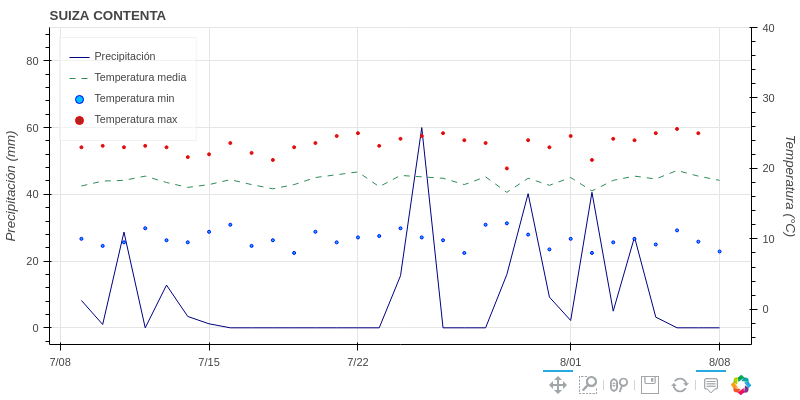 SUIZA CONTENTA
Precipitación
Temperatura media
Temperatura min
Temperatura max
Precipitación (mm)
80
60
40
20
0
Temperatura (°C)
40
30
20
10
0
7/08 7/15 7/22 8/01 8/08